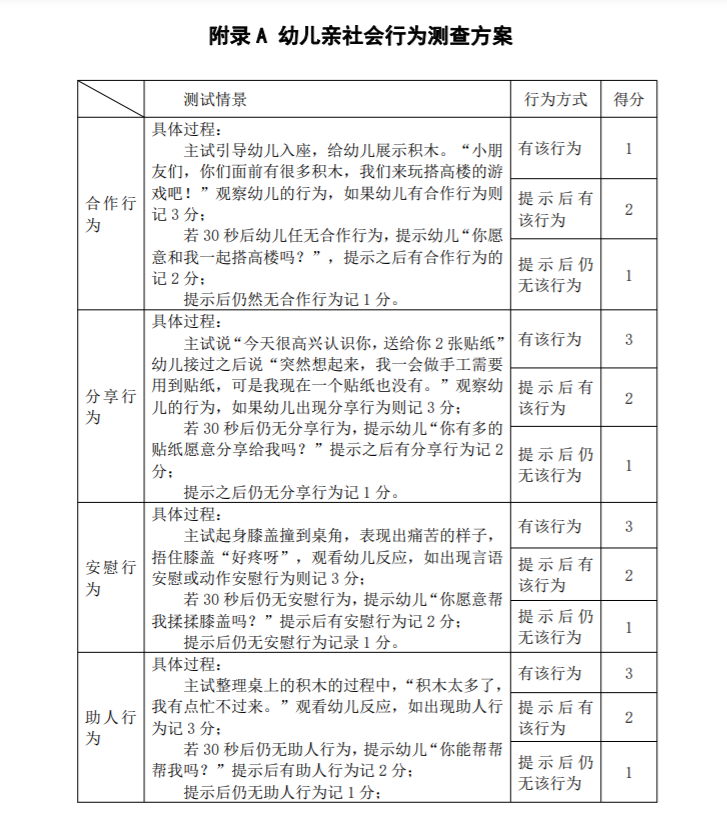 附录 A 幼儿亲社会行为测查方案
测试情景 行为方式 得分
合作行
为
具体过程：
主试引导幼儿入座，给幼儿展示积木。“小朋
友们，你们面前有很多积木，我们来玩搭高楼的游
戏吧！”观察幼儿的行为，如果幼儿有合作行为则
记 3 分；
若 30 秒后幼儿任无合作行为，提示幼儿“你愿
意和我一起搭高楼吗？”，提示之后有合作行为的
记 2 分；
提示后仍然无合作行为记 1 分。
有该行为 1
提示后有
该行为 2
提示后仍
无该行为 1
分享行
为
具体过程：
主试说“今天很高兴认识你，送给你 2 张贴纸”
幼儿接过之后说“突然想起来，我一会做手工需要
用到贴纸，可是我现在一个贴纸也没有。”观察幼
儿的行为，如果幼儿出现分享行为则记 3 分；
若 30 秒后仍无分享行为，提示幼儿“你有多的
贴纸愿意分享给我吗？”提示之后有分享行为记 2
分；
提示之后仍无分享行为记 1 分。
有该行为 3
提示后有
该行为 2
提示后仍
无该行为 1
安慰行
为
具体过程：
主试起身膝盖撞到桌角，表现出痛苦的样子，
捂住膝盖“好疼呀”，观看幼儿反应，如出现言语
安慰或动作安慰行为则记 3 分；
若 30 秒后仍无安慰行为，提示幼儿“你愿意帮
我揉揉膝盖吗？”提示后有安慰行为记 2 分；
提示后仍无安慰行为记录 1 分。
有该行为 3
提示后有
该行为 2
提示后仍
无该行为 1
助人行
为
具体过程：
主试整理桌上的积木的过程中，“积木太多了，
我有点忙不过来。”观看幼儿反应，如出现助人行
为记 3 分；
若 30 秒后仍无助人行为，提示幼儿“你能帮帮
帮我吗？”提示后有助人行为记 2 分；
提示后仍无助人行为记 1 分；
有该行为 3
提示后有
该行为 2
提示后仍
无该行为 1